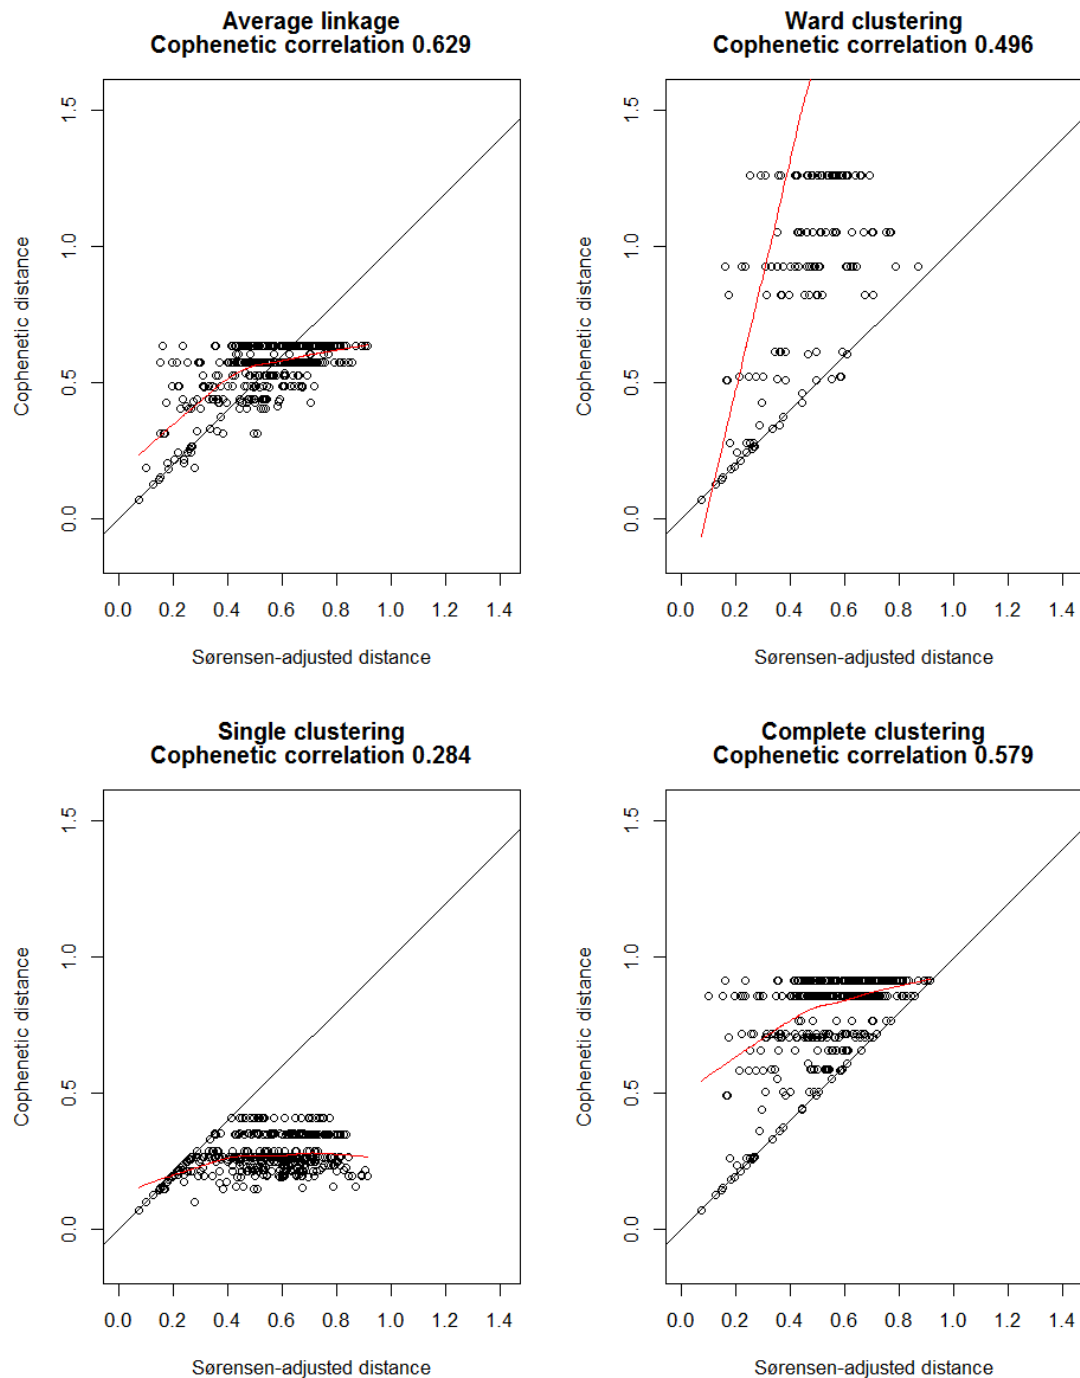 Average linkage
Cophenetic correlation 0.629
Cophenetic distance
1.5
1.0
0.5
0.0
0.0 0.2 0.4 0.6 0.8 1.0 1.2 1.4
Sørensen-adjusted distance
Ward clustering
Cophenetic correlation 0.496
Cophenetic distance
1.5
1.0
0.5
0.0
0.0 0.2 0.4 0.6 0.8 1.0 1.2 1.4
Sørensen-adjusted distance
Single clustering
Cophenetic correlation 0.284
Cophenetic distance
1.5
1.0
0.5
0.0
0.0 0.2 0.4 0.6 0.8 1.0 1.2 1.4
Sørensen-adjusted distance
Complete clustering
Cophenetic correlation 0.579
Cophenetic distance
1.5
1.0
0.5
0.0
0.0 0.2 0.4 0.6 0.8 1.0 1.2 1.4
Sørensen-adjusted distance